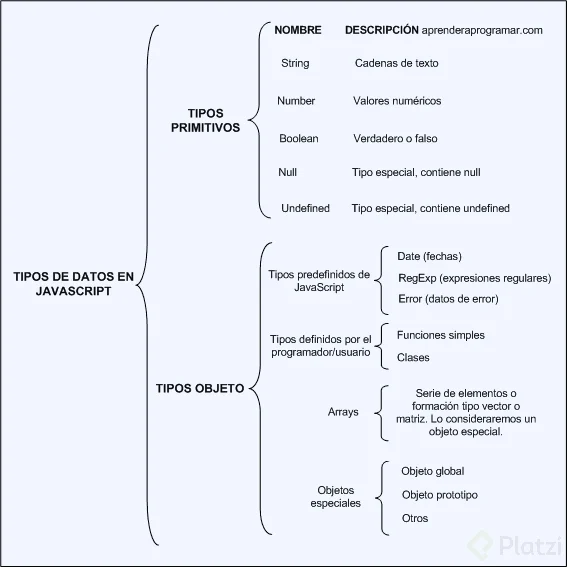 NOMBRE DESCRIPCIÓN aprenderaprogramar.com
String Cadenas de texto
Number Valores numéricos
TIPOS
PRIMITIVOS
Boolean Verdadero o falso
Null Tipo especial, contiene null
Undefined Tipo especial, contiene undefined
TIPOS DE DATOS EN
JAVASCRIPT
TIPOS OBJETO
Tipos predefinidos de
JavaScript
Date (fechas)
RegExp (expresiones regulares)
Error (datos de error)
Tipos definidos por el
programador/usuario
Funciones simples
Clases
Arrays
Serie de elementos o
formación tipo vector o
matriz. Lo consideraremos un
objeto especial.
Objetos
especiales
Objeto global
Objeto prototipo
Otros
Platzi